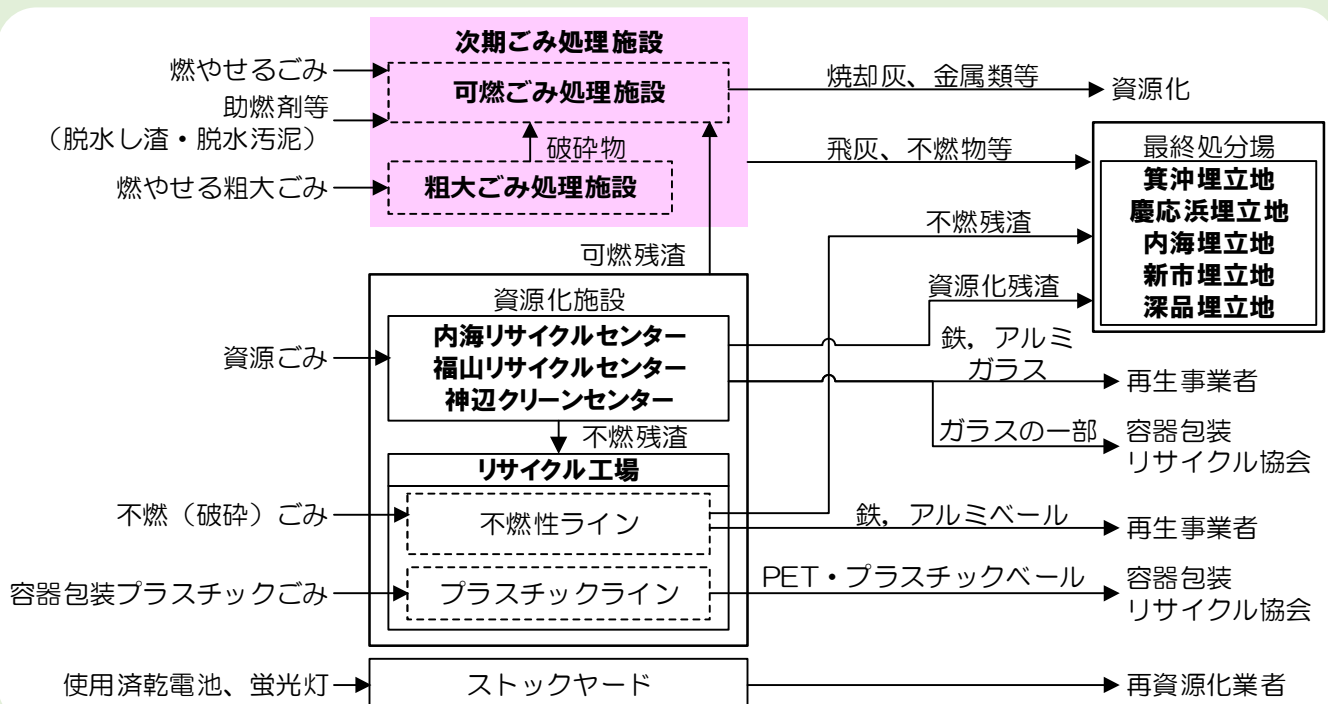 次期ごみ処理施設
燃やせるごみ
可燃ごみ処理施設
焼却灰、金属類等
資源化
助燃剤等
（脱水し渣・脱水汚泥）
破砕物
飛灰、不燃物等
燃やせる粗大ごみ
粗大ごみ処理施設
最終処分場
箕沖埋立地
慶応浜埋立地
内海埋立地
新市埋立地
深品埋立地
不燃残渣
可燃残渣
資源化残渣
資源化施設
資源ごみ
内海リサイクルセンター
福山リサイクルセンター
神辺クリーンセンター
鉄，アルミ
ガラス
再生事業者
ガラスの一部
容器包装
リサイクル協会
不燃残渣
リサイクル工場
不燃（破砕）ごみ
不燃性ライン
鉄，アルミベール
再生事業者
容器包装プラスチックごみ
プラスチックライン
PET・プラスチックベール
容器包装
リサイクル協会
使用済乾電池、蛍光灯
ストックヤード
再資源化業者